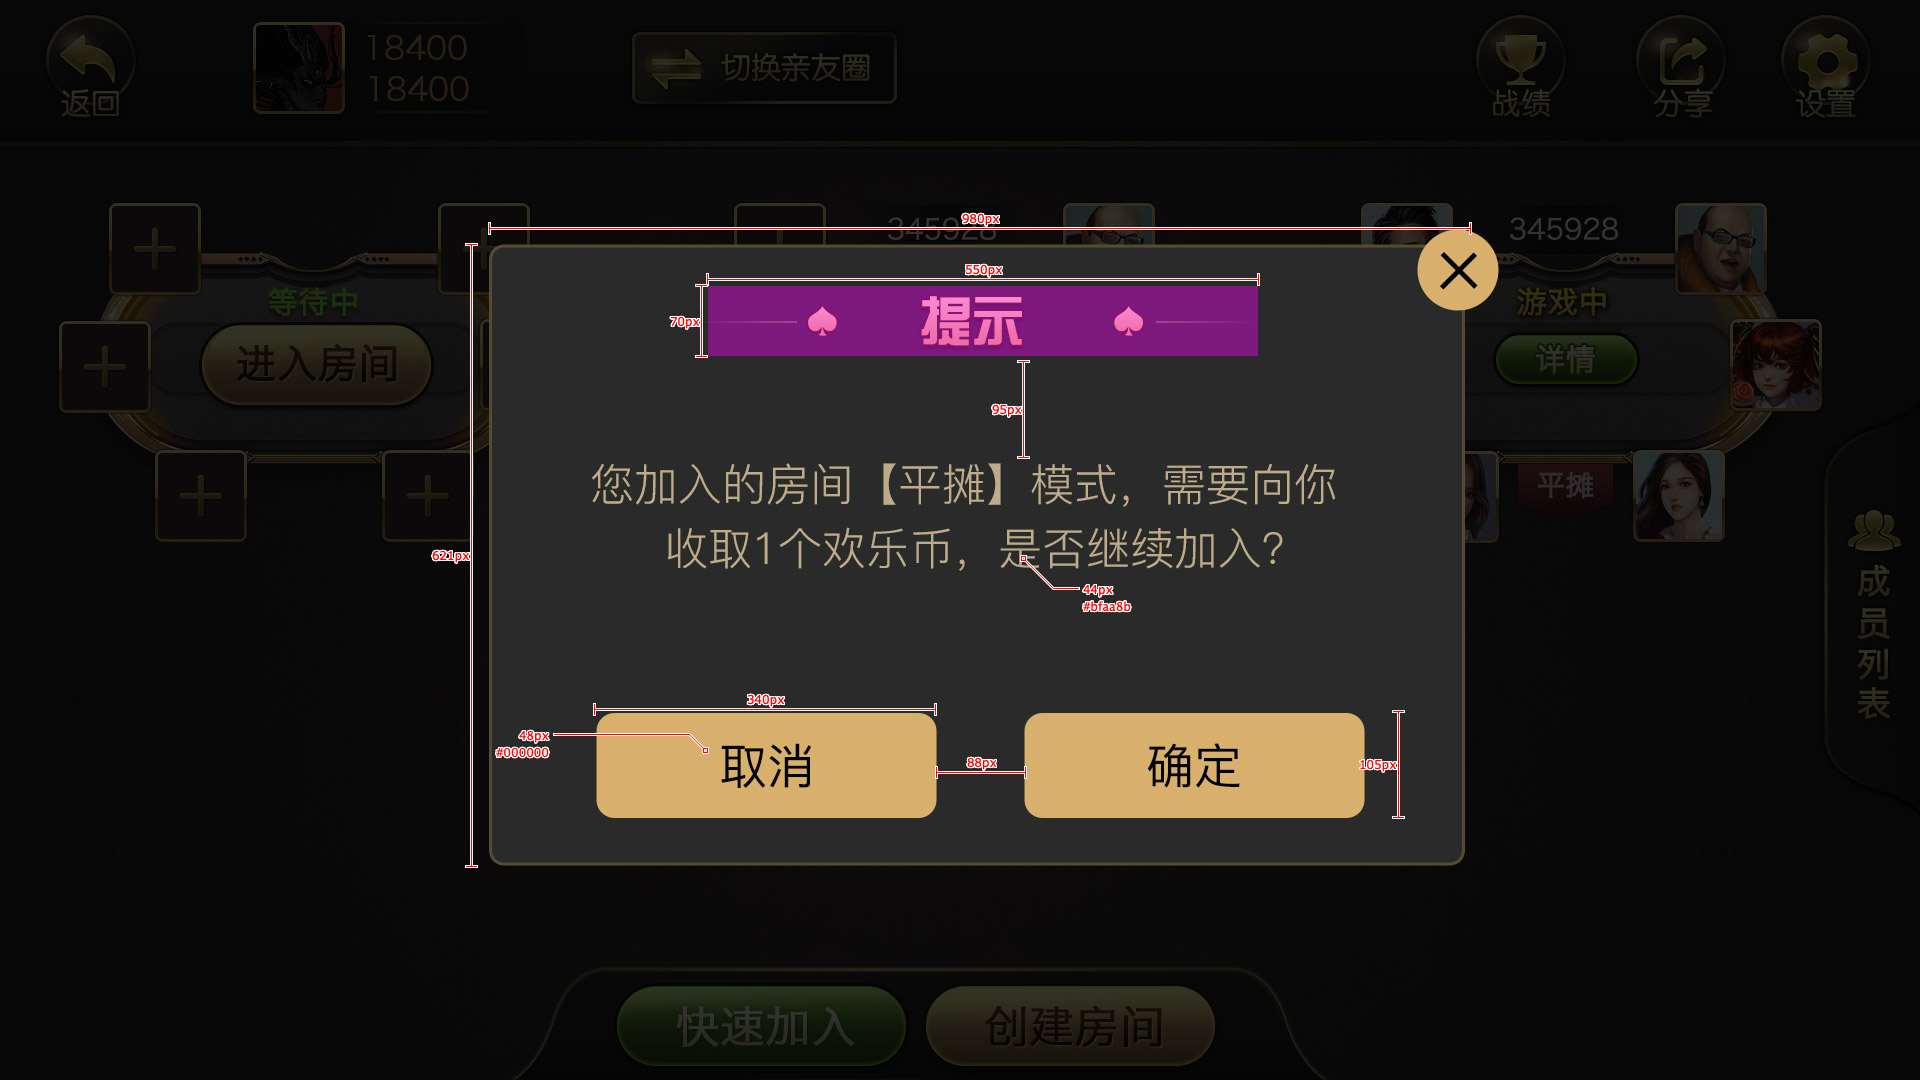 返回
18400
18400
切换亲友圈
战绩
分享
设置
980px
345928
345928
550px
等待中
提示
游戏中
70px
进入房间
详情
95px
您加入的房间【平摊】模式，需要向你
收取1个欢乐币，是否继续加入？
平摊
621px
44px
#bfaa8b
成员列表
340px
48px
#000000
取消
88px
确定
105px
快速加入
创建房间